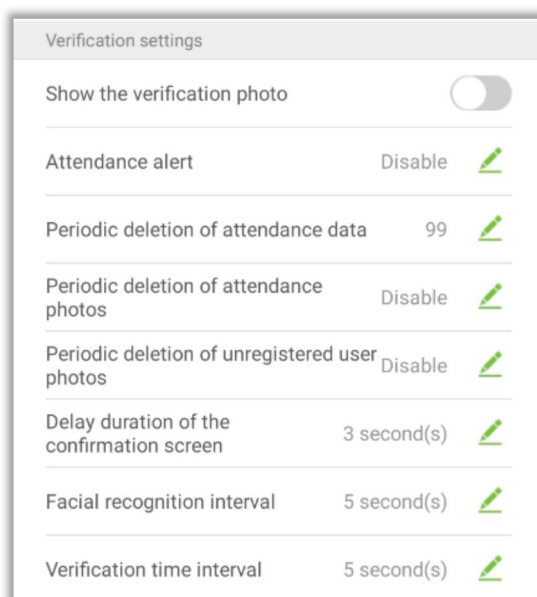 Verification settings
Show the verification photo
Attendance alert Disable
Periodic deletion of attendance data 99
Periodic deletion of attendance
photos Disable
Periodic deletion of unregistered user
photos Disable
Delay duration of the
confirmation screen 3 second(s)
Facial recognition interval 5 second(s)
Verification time interval 5 second(s)